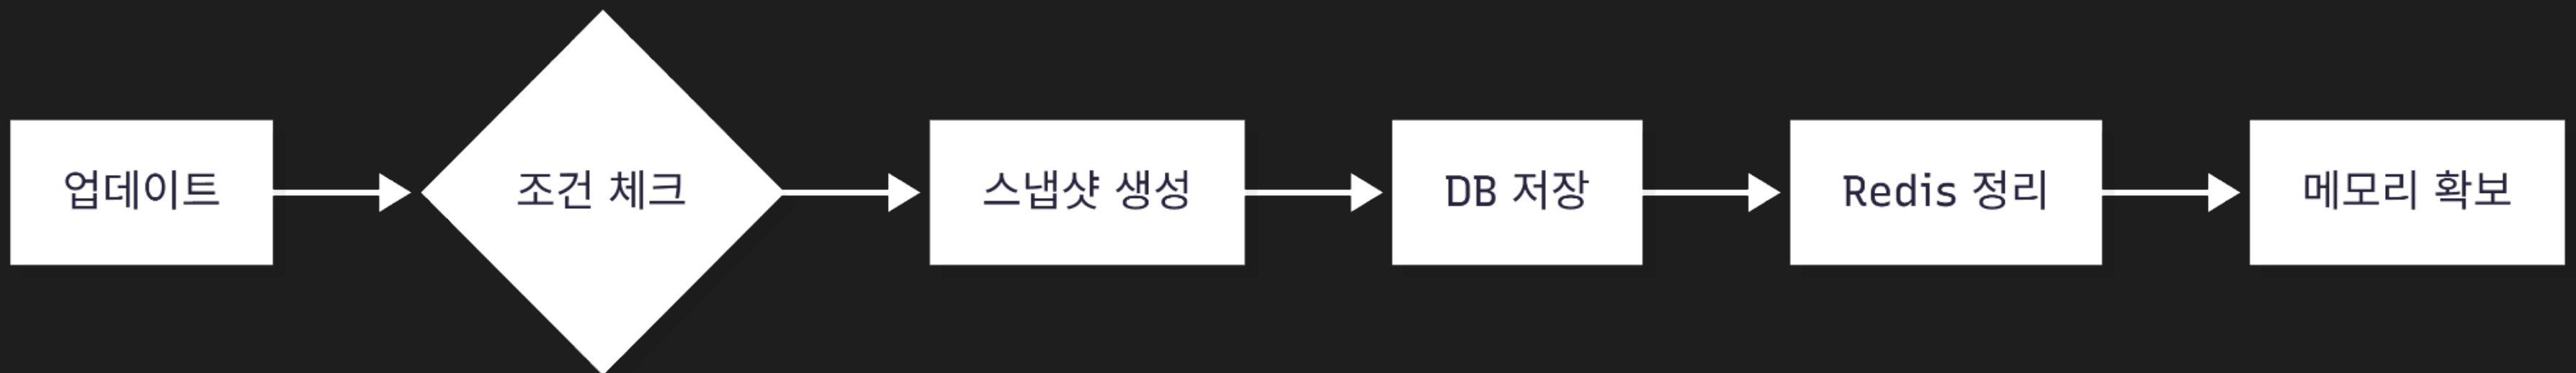 업데이트
조건 체크
스냅샷 생성
DB 저장
Redis 정리
메모리 확보